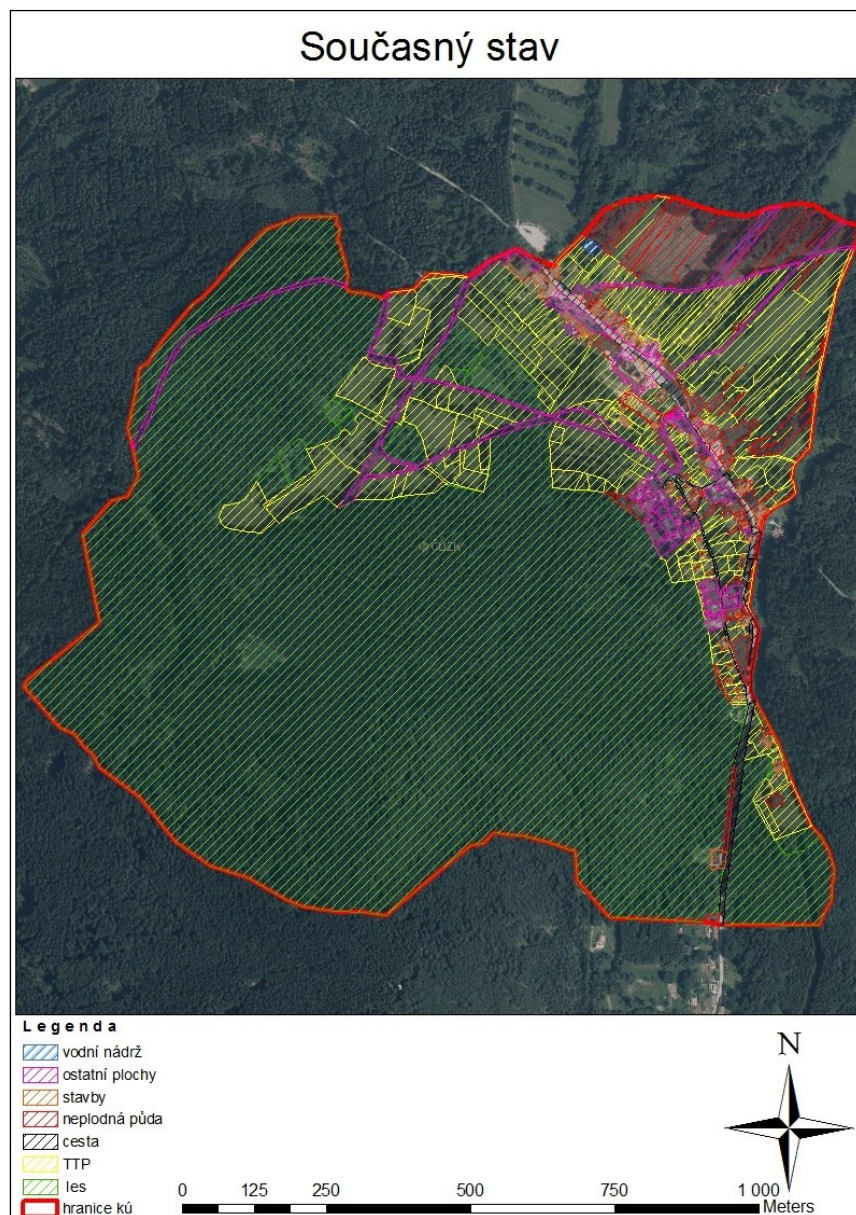 Současný stav
© ČÚZK
Legenda
vodní nádrž
ostatní plochy
stavby
neplodná půda
cesta
TTP
les
hranice kú
N
0 125 250 500 750 1 000
Meters